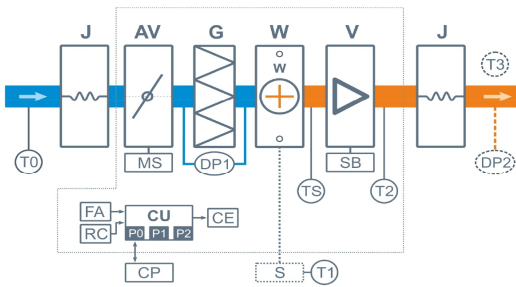 J AV G W V J
T3
w
T0 MS DP1 TS SB T2 DP2
FA CU CE
RC P0 P1 P2
CP S T1